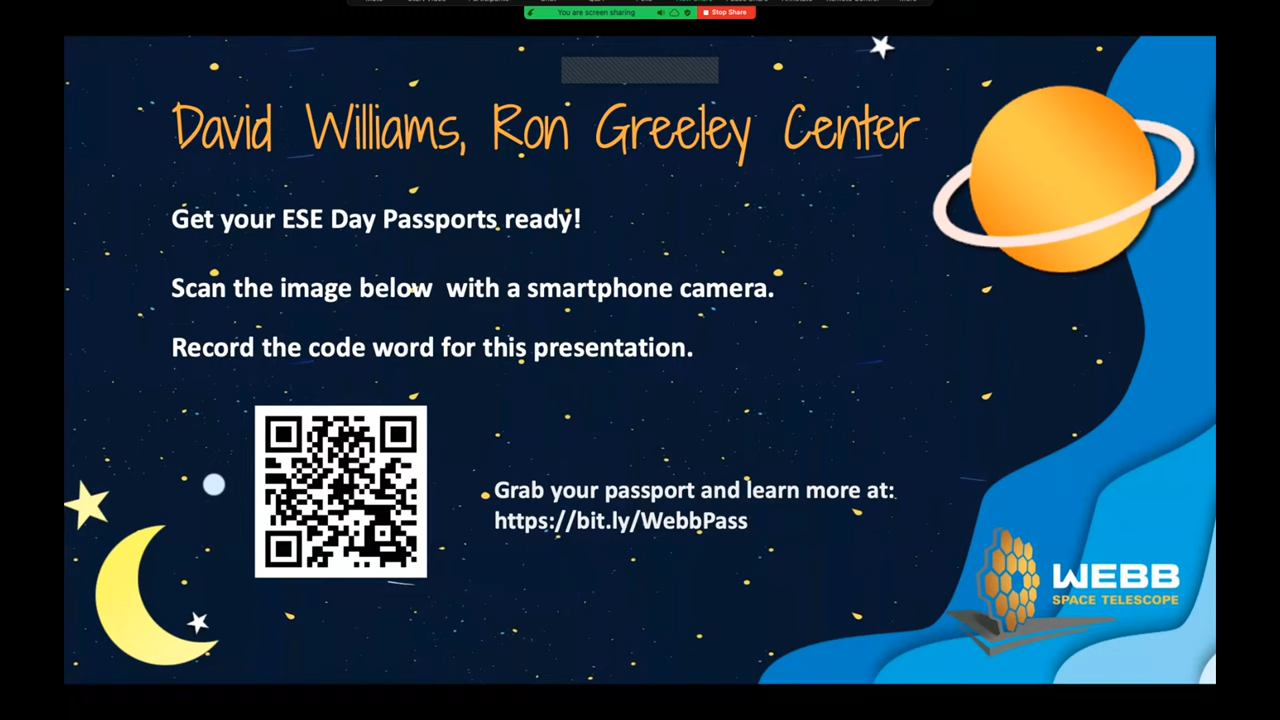 You are screen sharing
Stop Share
David Williams, Ron Greeley Center
Get your ESE Day Passports ready!
Scan the image below with a smartphone camera.
Record the code word for this presentation.
Grab your passport and learn more at:
https://bit.ly/WebbPass
WEBB
SPACE TELESCOPE